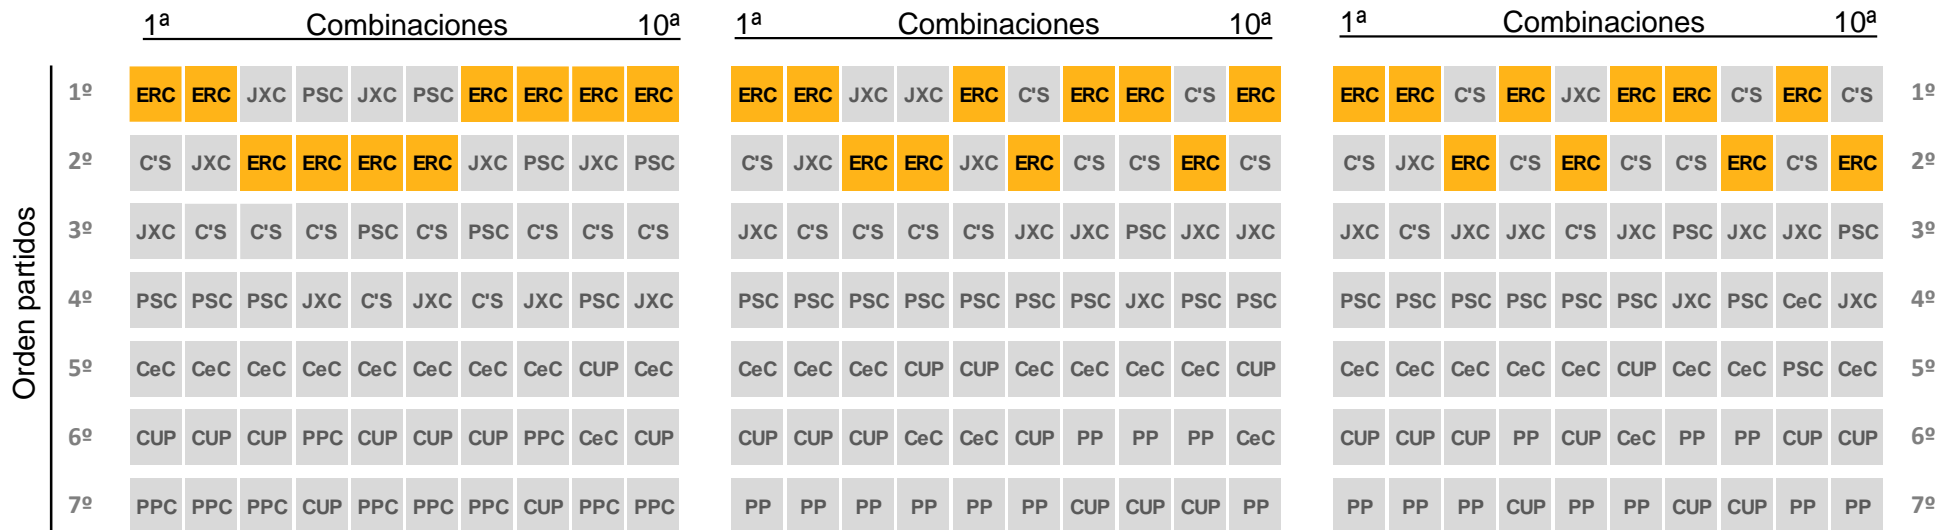 1ª Combinaciones 10ª 1ª Combinaciones 10ª 1ª Combinaciones 10ª
Orden partidos
1º ERC ERC JXC PSC JXC PSC ERC ERC ERC ERC ERC ERC JXC JXC ERC C'S ERC ERC C'S ERC ERC ERC C'S ERC JXC ERC ERC C'S ERC C'S 1º
2º C'S JXC ERC ERC ERC ERC JXC PSC JXC PSC C'S JXC ERC ERC JXC ERC C'S C'S ERC C'S C'S JXC ERC C'S ERC C'S C'S ERC C'S ERC 2º
3º JXC C'S C'S C'S PSC C'S PSC C'S C'S C'S JXC C'S C'S C'S C'S JXC JXC PSC JXC JXC JXC C'S JXC JXC C'S JXC PSC JXC JXC PSC 3º
4º PSC PSC PSC JXC C'S JXC C'S JXC PSC JXC PSC PSC PSC PSC PSC PSC PSC JXC PSC PSC PSC PSC PSC PSC PSC PSC JXC PSC CeC JXC 4º
5º CeC CeC CeC CeC CeC CeC CeC CeC CUP CeC CeC CeC CeC CUP CUP CeC CeC CeC CeC CUP CeC CeC CeC CeC CeC CUP CeC CeC PSC CeC 5º
6º CUP CUP CUP PPC CUP CUP CUP PPC CeC CUP CUP CUP CUP CeC CeC CUP PP PP PP CeC CUP CUP CUP PP CUP CeC PP PP CUP CUP 6º
7º PPC PPC PPC CUP PPC PPC PPC CUP PPC PPC PP PP PP PP PP PP CUP CUP CUP PP PP PP PP CUP PP PP CUP CUP PP PP 7º